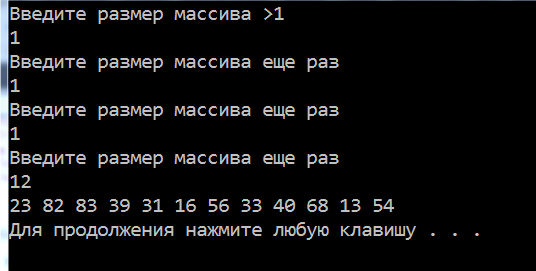 Введите размер массива >1
1
Введите размер массива еще раз
1
Введите размер массива еще раз
1
Введите размер массива еще раз
12
23 82 83 39 31 16 56 33 40 68 13 54
Для продолжения нажмите любую клавишу . . .